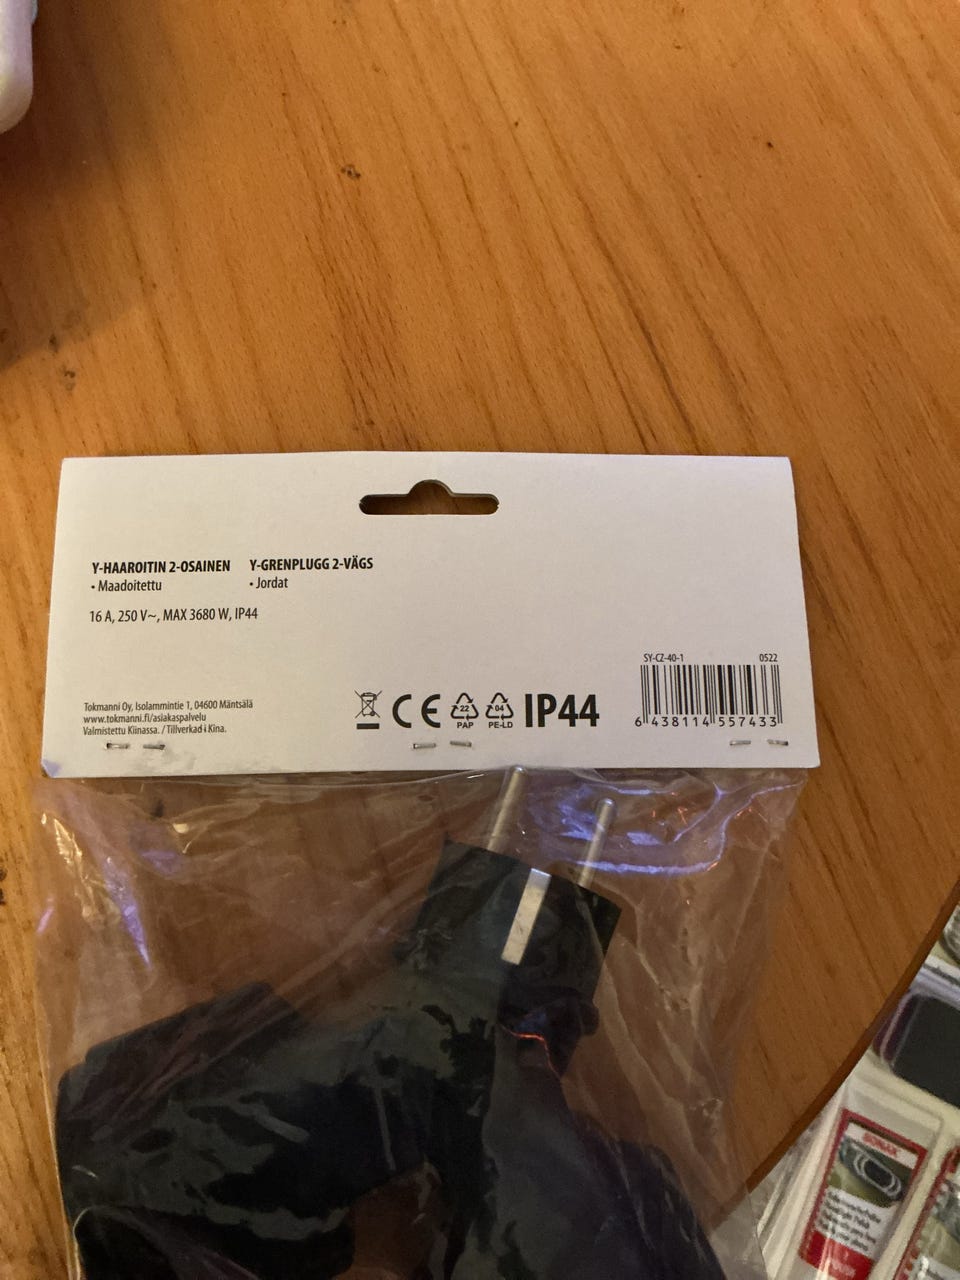 Y-HAAROITIN 2-OSAINEN
• Maadoitettu
Y-GRENPLUGG 2-VÄGS
• Jordat
16 A, 250 V~, MAX 3680 W, IP44
Tokmanni Oy, Isolammintie 1, 04600 Mäntsälä
www.tokmanni.fi/asiakaspalvelu
Valmistettu Kiinassa. / Tillverkad i Kina.
CE
22
PAP
04
PE-LD
IP44
SY-CZ-40-1 0522
6 438114 557433
SONAX